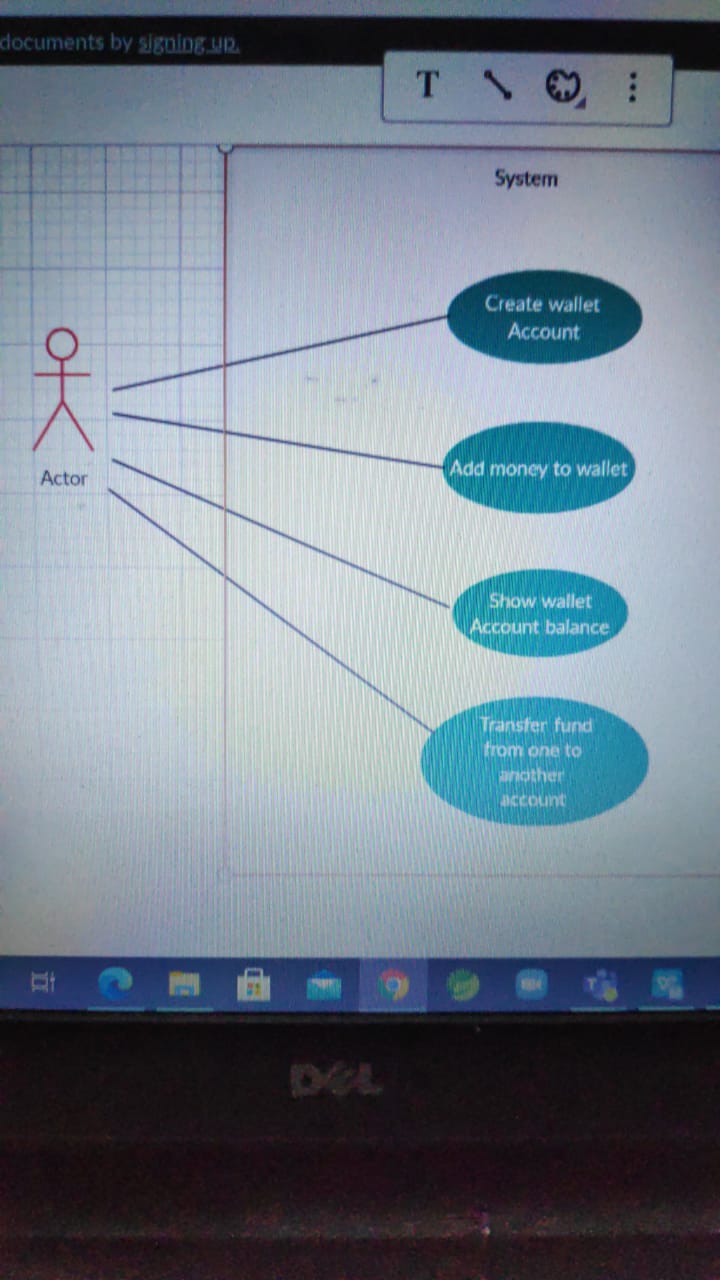 documents by signing up.
T
System
Create wallet
Account
Add money to wallet
Actor
Show wallet
Account balance
Transfer fund
from one to
another
account
DELL